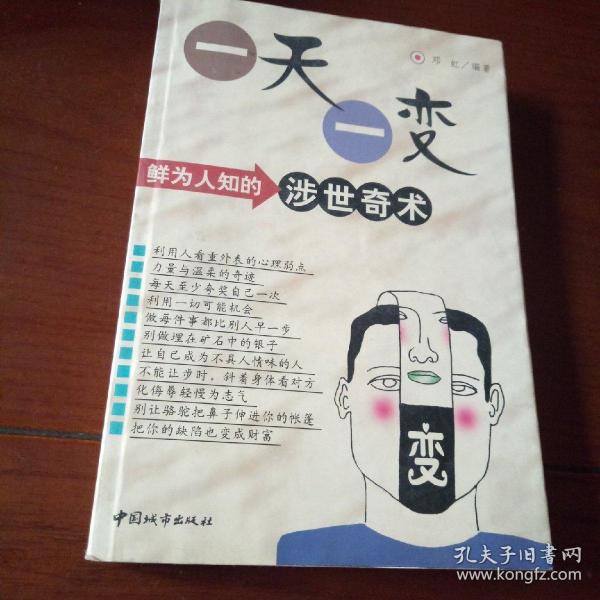 一天
一变
邓虹／编著
鲜为人知的
涉世奇术
利用人看重外表的心理弱点
力量与温柔的奇迹
每天至少夸奖自己一次
利用一切可能机会
做每件事都比别人早一步
别做埋在矿石中的银子
让自己成为不具人情味的人
不能让步时，斜着身体看对方
化侮辱轻慢为志气
别让骆驼把鼻子伸进你的帐篷
把你的缺陷也变成财富
变
中国城市出版社
孔夫子旧书网
www.kongfz.com